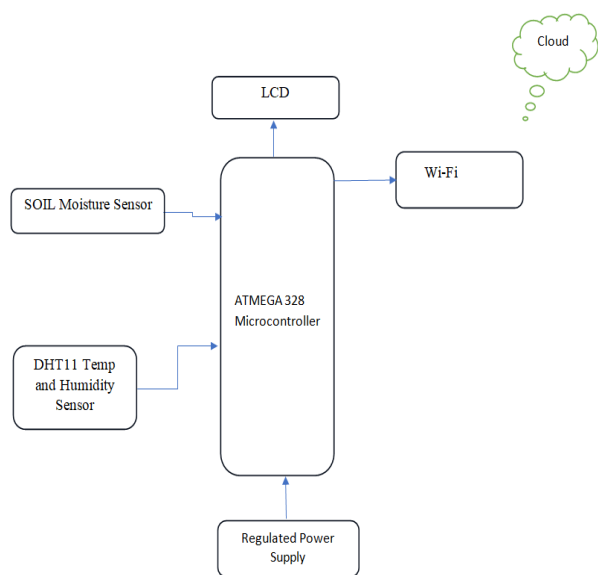 Cloud
LCD
Wi-Fi
SOIL Moisture Sensor
ATMEGA 328
Microcontroller
DHT11 Temp
and Humidity
Sensor
Regulated Power
Supply